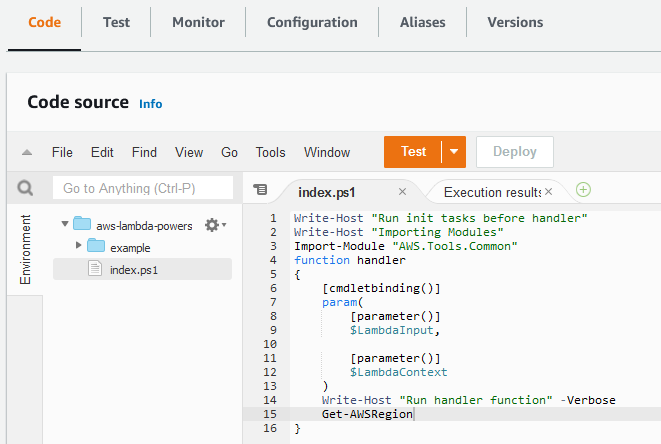 Code Test Monitor Configuration Aliases Versions
Code source Info
File Edit Find View Go Tools Window Test Deploy
Go to Anything (Ctrl-P)
index.ps1 Execution results
Environment
aws-lambda-powers
example
index.ps1
1 Write-Host "Run init tasks before handler"
2 Write-Host "Importing Modules"
3 Import-Module "AWS.Tools.Common"
4 function handler
5 {
6 [cmdletbinding()]
7 param(
8 [parameter()]
9 $LambdaInput,
10
11 [parameter()]
12 $LambdaContext
13 )
14 Write-Host "Run handler function" -Verbose
15 Get-AWSRegion
16 }